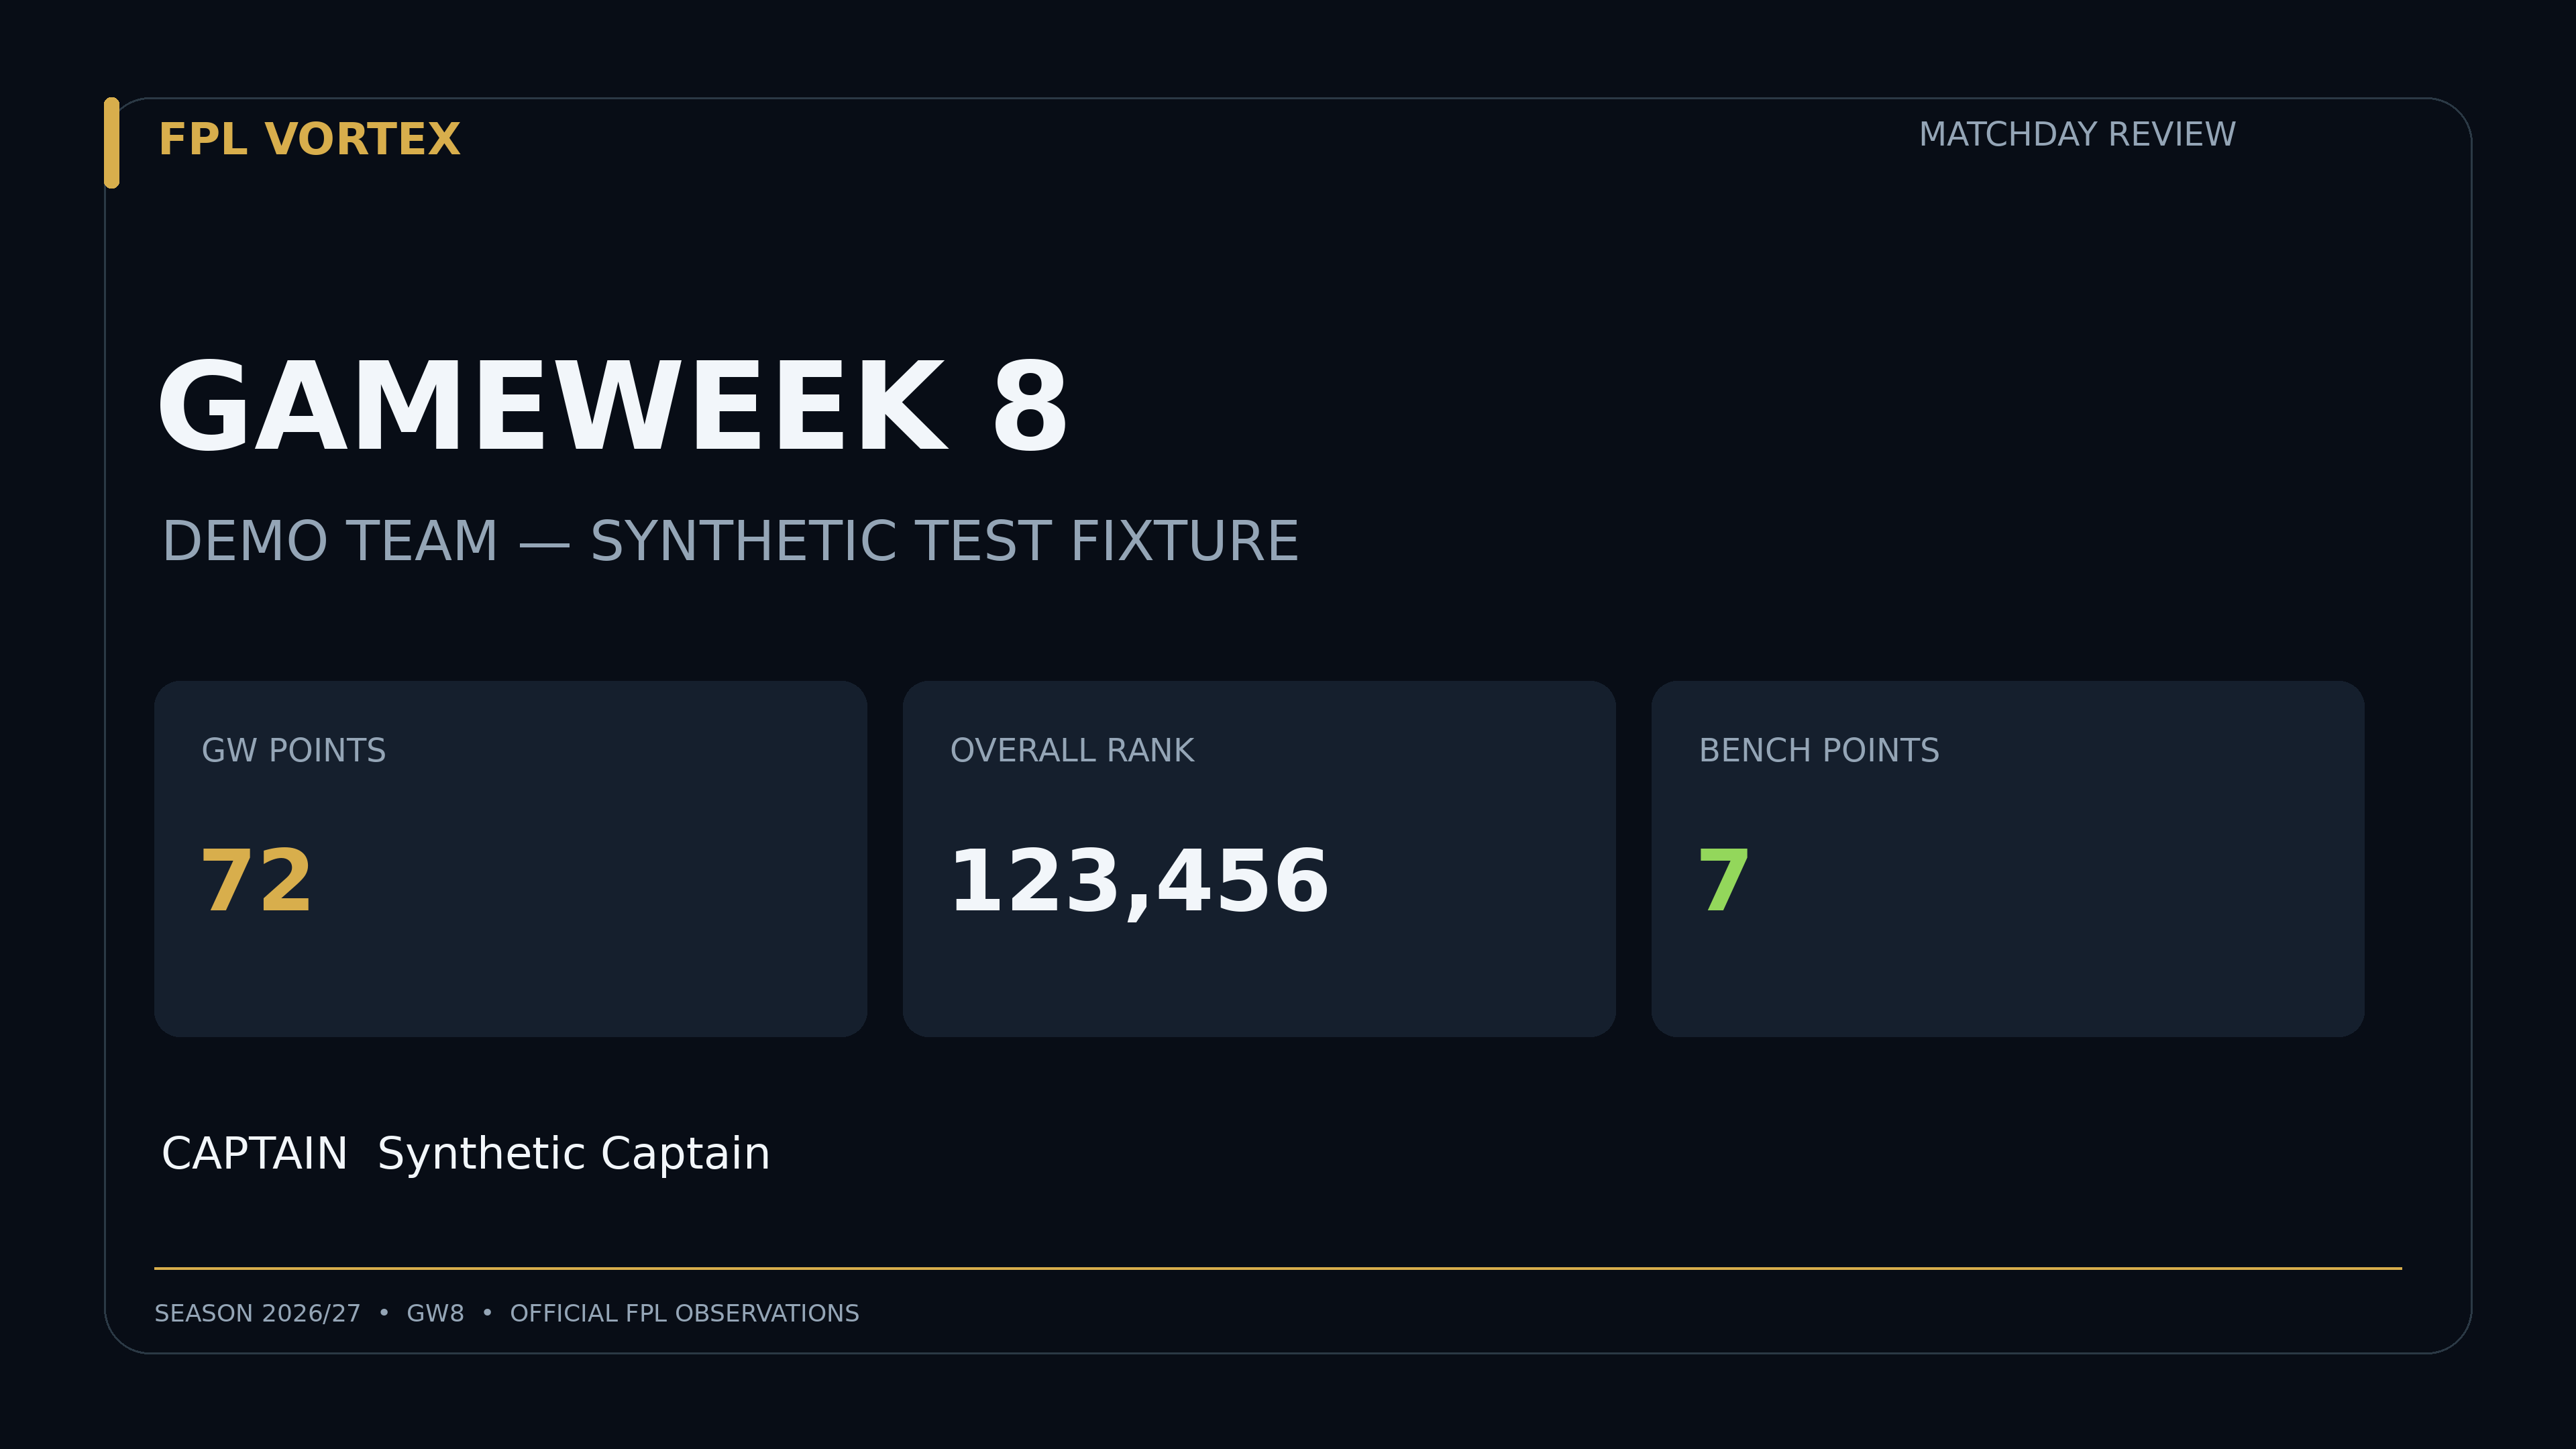 FPL VORTEX
MATCHDAY REVIEW
GAMEWEEK 8
DEMO TEAM — SYNTHETIC TEST FIXTURE
GW POINTS
72
OVERALL RANK
123,456
BENCH POINTS
7
CAPTAIN Synthetic Captain
SEASON 2026/27 • GW8 • OFFICIAL FPL OBSERVATIONS